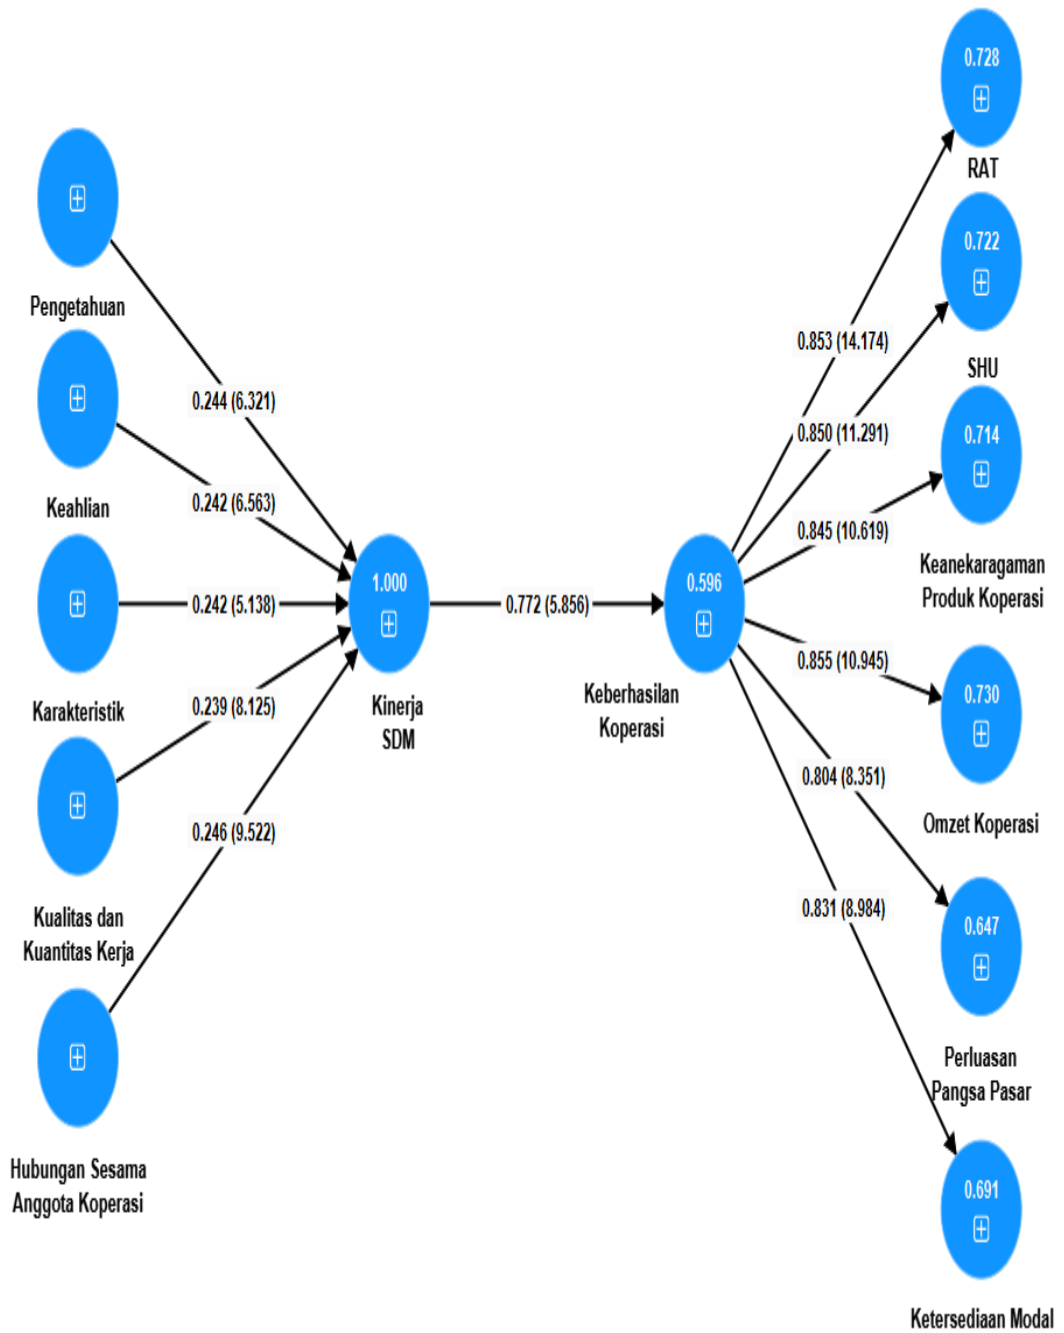 Pengetahuan
Keahlian
Karakteristik
Kualitas dan
Kuantitas Kerja
Hubungan Sesama
Anggota Koperasi
0.244 (6.321)
0.242 (6.563)
0.242 (5.138)
0.239 (8.125)
0.246 (9.522)
1.000
Kinerja
SDM
0.772 (5.856)
0.596
Keberhasilan
Koperasi
0.853 (14.174)
0.850 (11.291)
0.845 (10.619)
0.855 (10.945)
0.804 (8.351)
0.831 (8.984)
0.728
RAT
0.722
SHU
0.714
Keanekaragaman
Produk Koperasi
0.730
Omzet Koperasi
0.647
Perluasan
Pangsa Pasar
0.691
Ketersediaan Modal